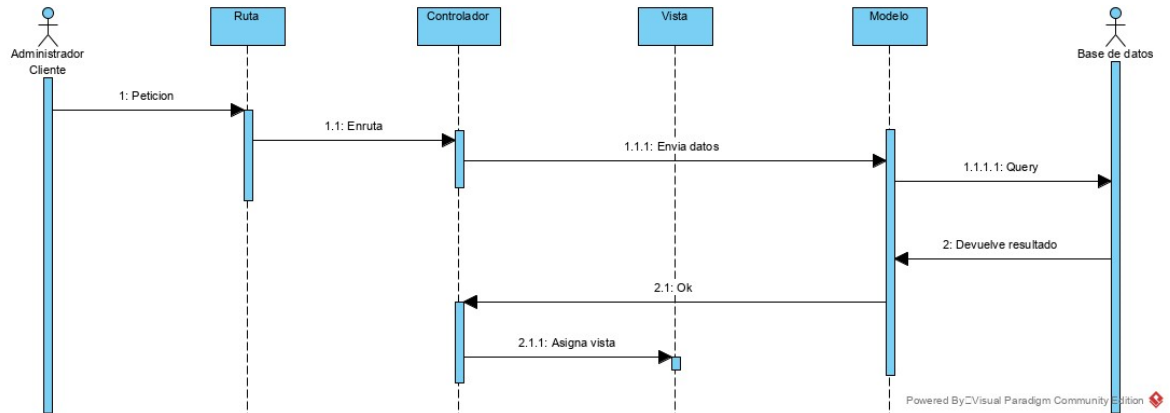 Ruta
Controlador
Vista
Modelo
Administrador
Cliente
Base de datos
1: Peticion
1.1: Enruta
1.1.1: Envia datos
1.1.1.1: Query
2: Devuelve resultado
2.1: Ok
2.1.1: Asigna vista
Powered By Visual Paradigm Community Edition